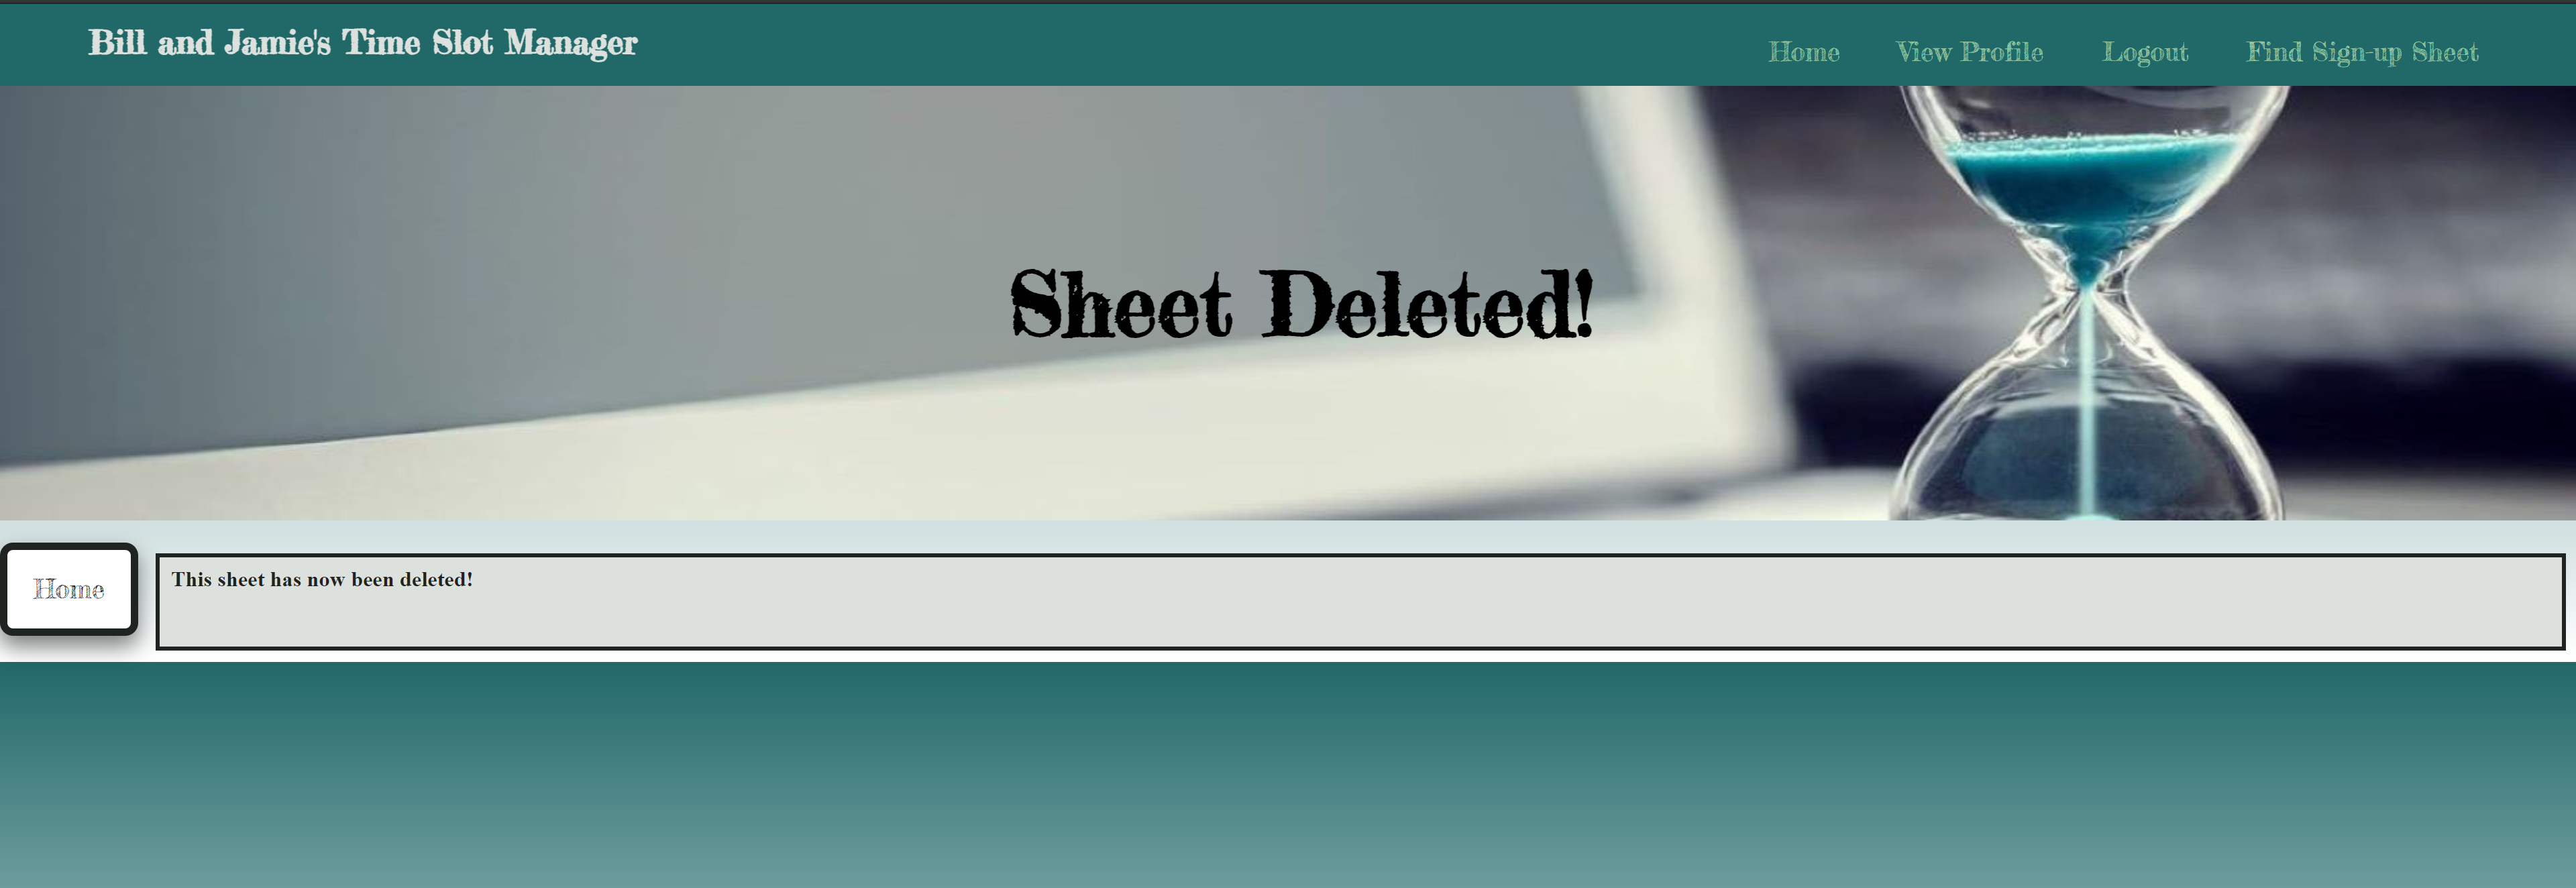 Bill and Jamie's Time Slot Manager
Home View Profile Logout Find Sign-up Sheet
Sheet Deleted!
Home
This sheet has now been deleted!